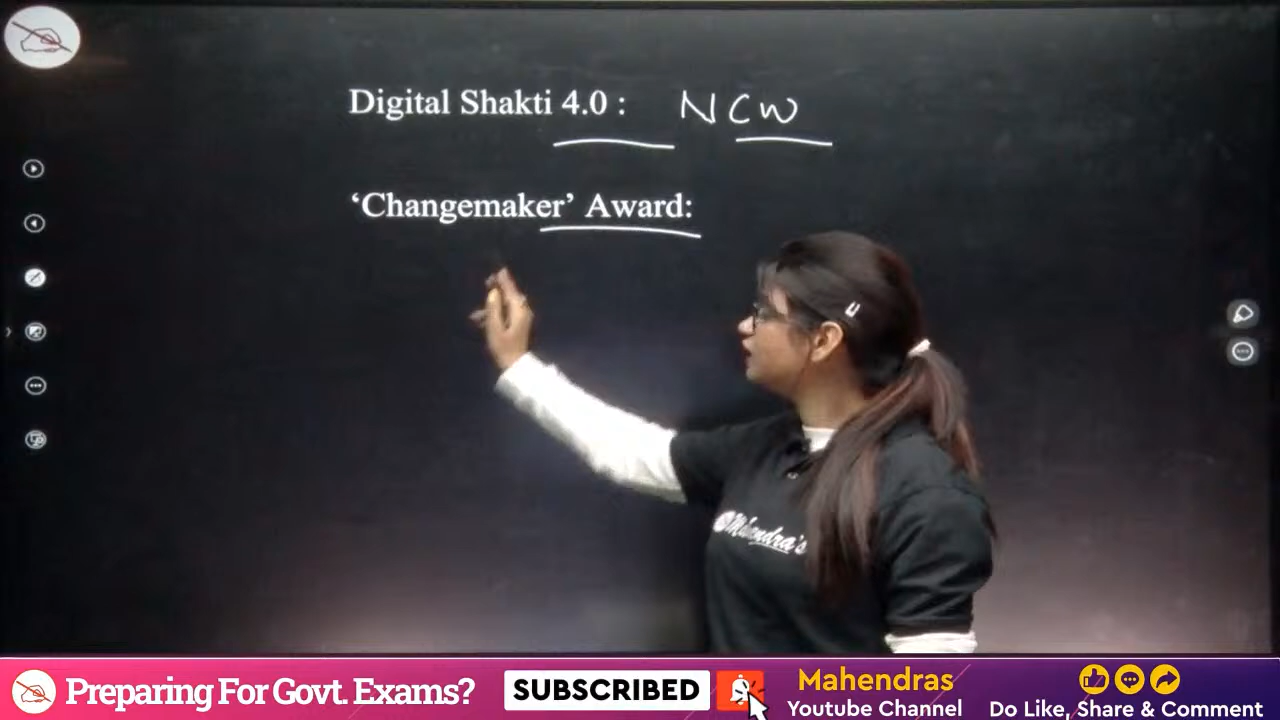 Digital Shakti 4.0 : NCW
‘Changemaker’ Award:
Mahendra's
Preparing For Govt. Exams?
SUBSCRIBED
Mahendras
Youtube Channel
Do Like, Share & Comment